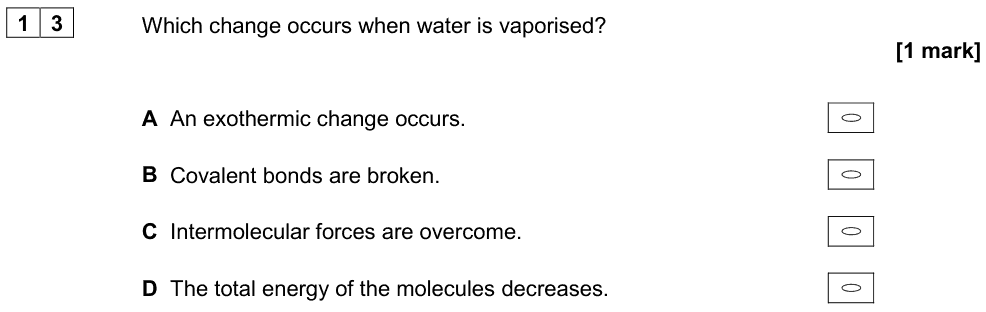 1 3 Which change occurs when water is vaporised?
[1 mark]
A An exothermic change occurs.
B Covalent bonds are broken.
C Intermolecular forces are overcome.
D The total energy of the molecules decreases.